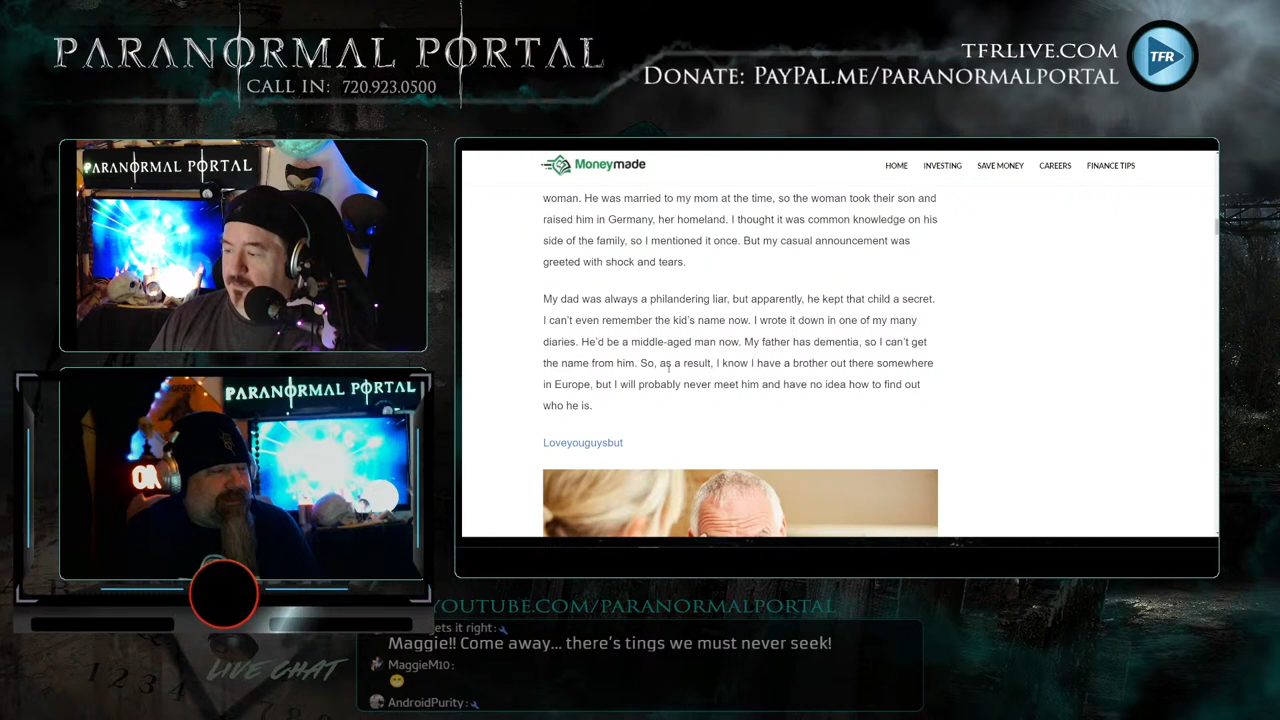 PARANORMAL PORTAL
CALL IN: 720.923.0500
TFRLIVE.COM
DONATE: PAYPAL.ME/PARANORMALPORTAL
TFR
PARANORMAL PORTAL
Moneymade
HOME INVESTING SAVE MONEY CAREERS FINANCE TIPS
woman. He was married to my mom at the time, so the woman took their son and
raised him in Germany, her homeland. I thought it was common knowledge on his
side of the family, so I mentioned it once. But my casual announcement was
greeted with shock and tears.
My dad was always a philandering liar, but apparently, he kept that child a secret.
I can't even remember the kid's name now. I wrote it down in one of my many
diaries. He'd be a middle-aged man now. My father has dementia, so I can't get
the name from him. So, as a result, I know I have a brother out there somewhere
in Europe, but I will probably never meet him and have no idea how to find out
who he is.
Loveyouguysbut
PARANORMAL PORTAL
YOUTUBE.COM/PARANORMALPORTAL
gets it right:
Maggie!! Come away... there's tings we must never seek!
MaggieM10:
AndroidPurity:
LIVE CHAT
1 2 3 4